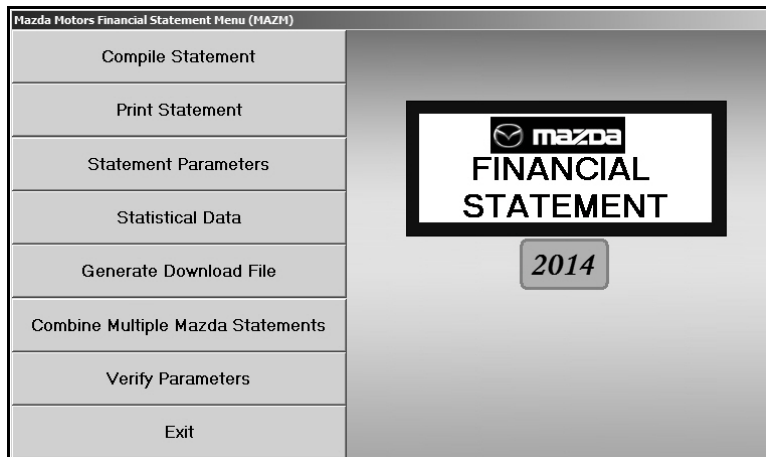 Mazda Motors Financial Statement Menu (MAZM)
Compile Statement
Print Statement
Statement Parameters
Statistical Data
Generate Download File
Combine Multiple Mazda Statements
Verify Parameters
Exit
mazda
FINANCIAL
STATEMENT
2014